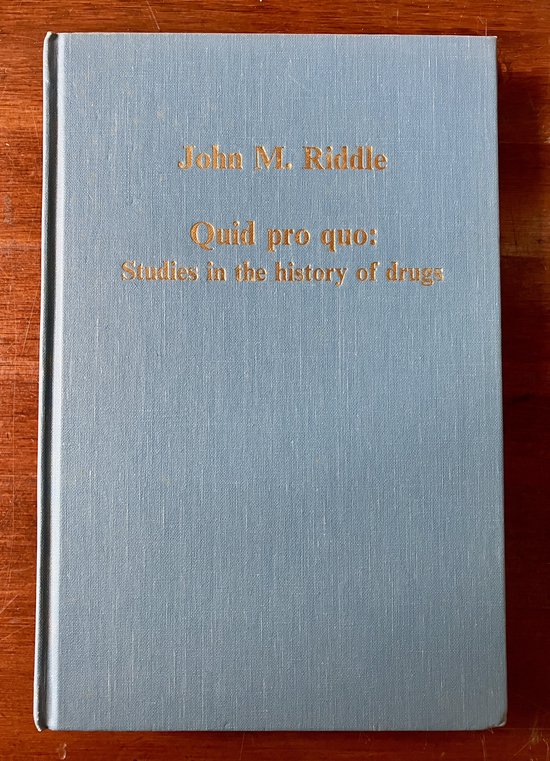 John M. Riddle
Quid pro quo:
Studies in the history of drugs